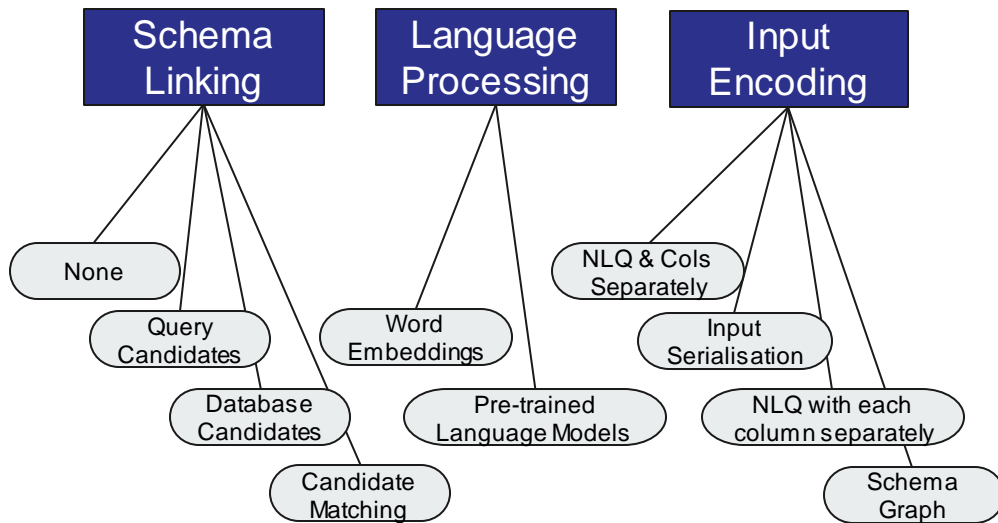 Schema
Linking
Language
Processing
Input
Encoding
None
Query
Candidates
Database
Candidates
Candidate
Matching
Word
Embeddings
Pre-trained
Language Models
NLQ & Cols
Separately
Input
Serialisation
NLQ with each
column separately
Schema
Graph